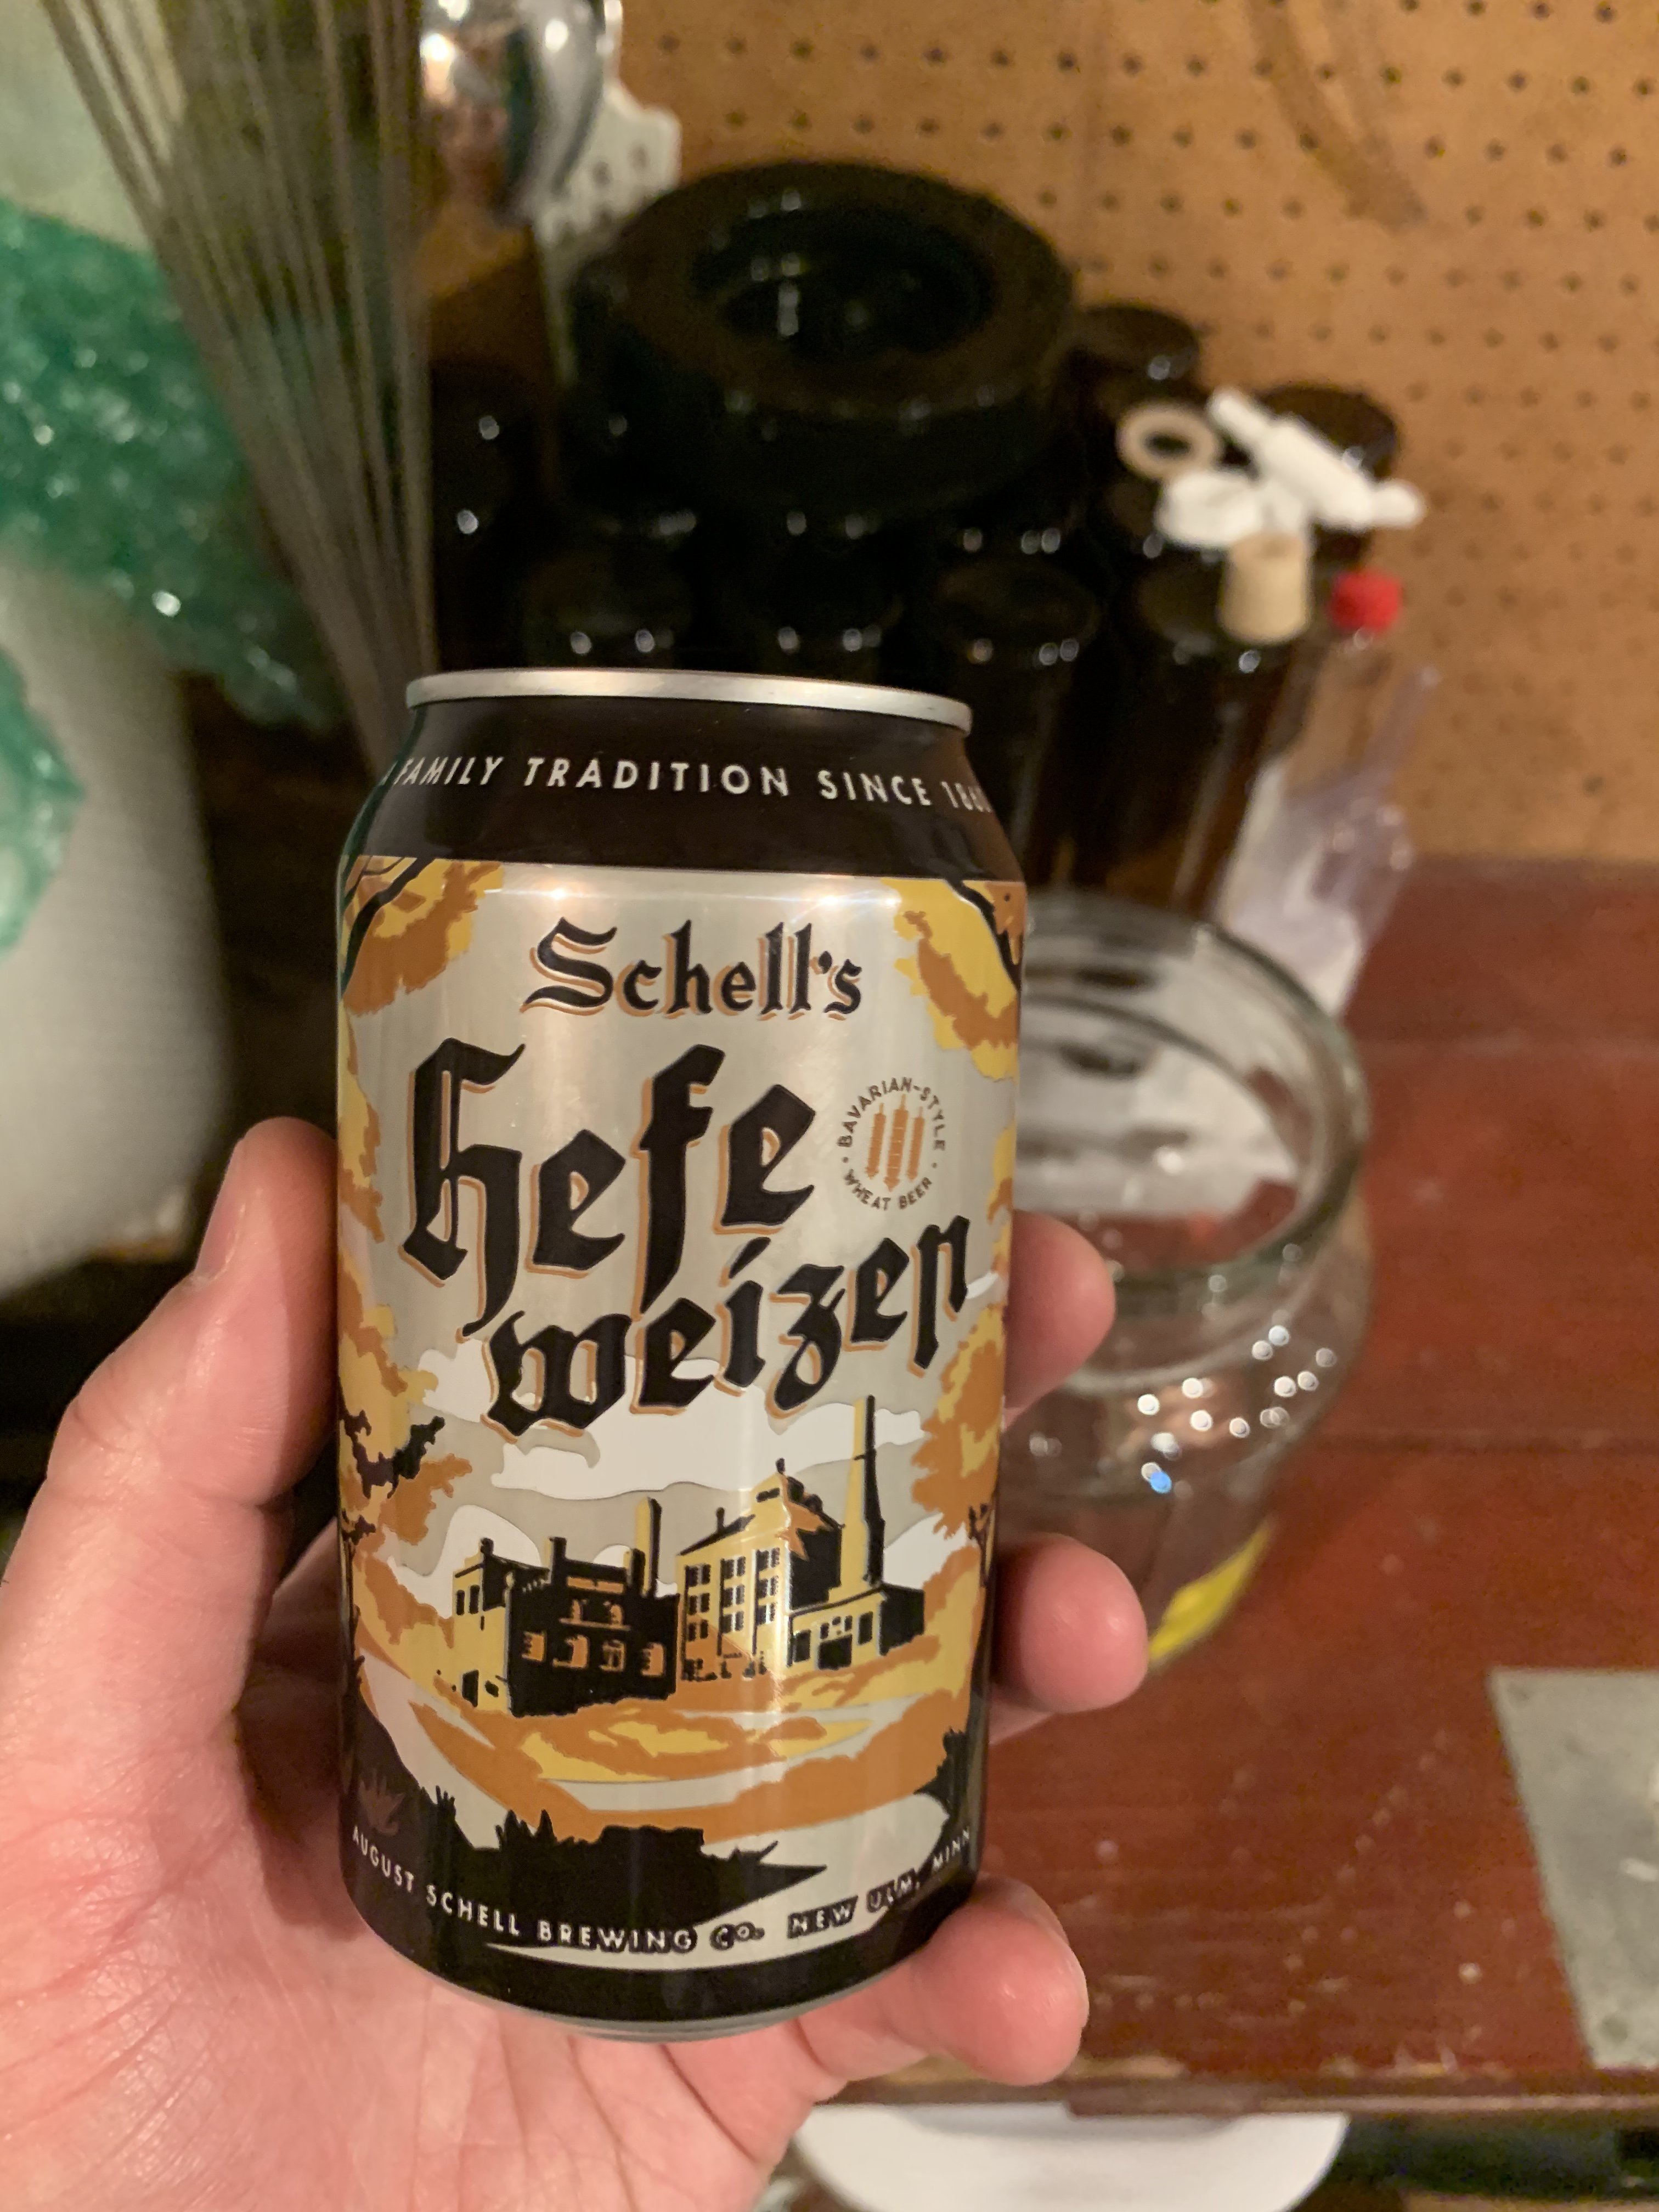 FAMILY TRADITION SINCE
Schell's
Hefe
weizen
BAVARIAN-STYLE
WHEAT BEER
AUGUST SCHELL BREWING CO. NEW ULM, MINN